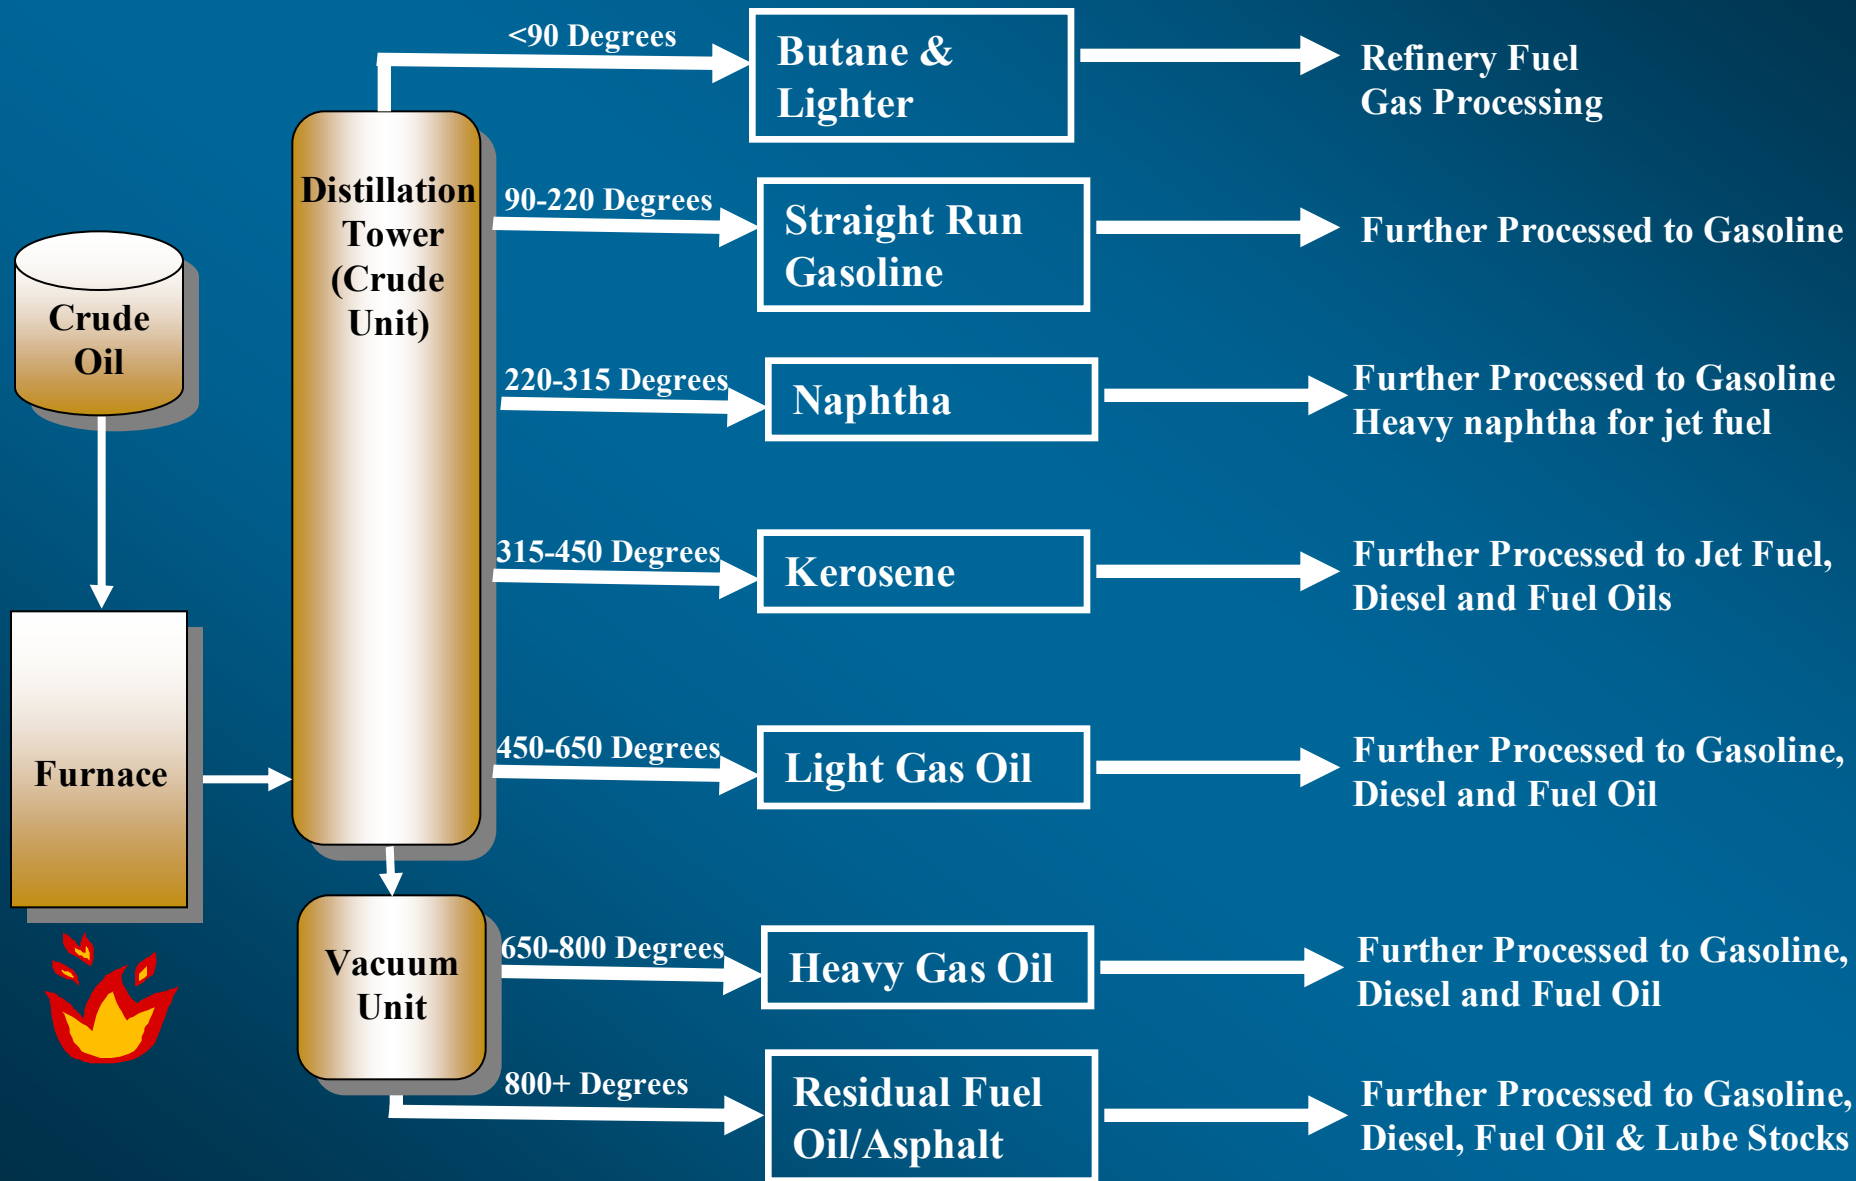 <90 Degrees
Butane &
Lighter
Refinery Fuel
Gas Processing
Distillation
Tower
(Crude
Unit)
90-220 Degrees
Straight Run
Gasoline
Further Processed to Gasoline
Crude
Oil
220-315 Degrees
Naphtha
Further Processed to Gasoline
Heavy naphtha for jet fuel
315-450 Degrees
Kerosene
Further Processed to Jet Fuel,
Diesel and Fuel Oils
Furnace
450-650 Degrees
Light Gas Oil
Further Processed to Gasoline,
Diesel and Fuel Oil
Vacuum
Unit
650-800 Degrees
Heavy Gas Oil
Further Processed to Gasoline,
Diesel and Fuel Oil
800+ Degrees
Residual Fuel
Oil/Asphalt
Further Processed to Gasoline,
Diesel, Fuel Oil & Lube Stocks